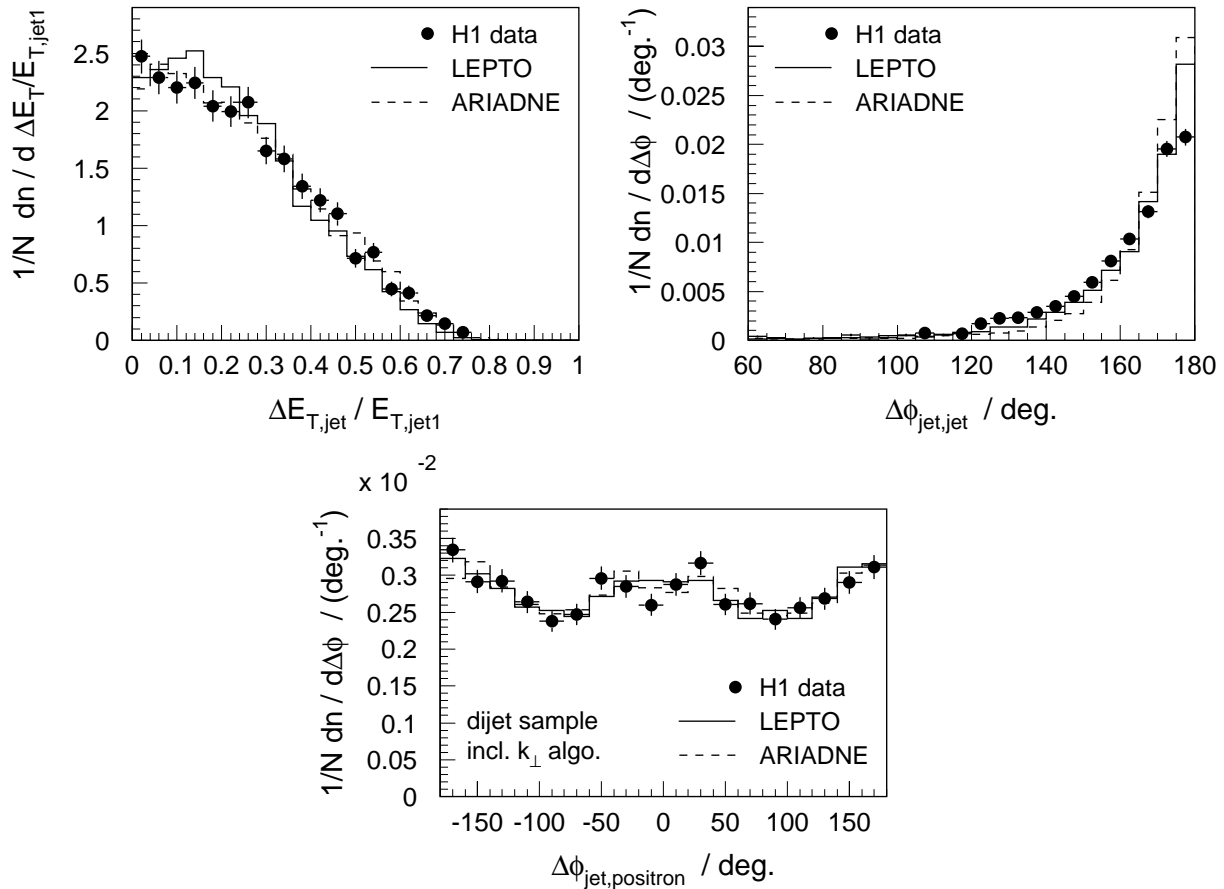 1/N dn / d ΔE_T/E_T,jet1
2.5
2
1.5
1
0.5
0
H1 data
LEPTO
ARIADNE
0 0.1 0.2 0.3 0.4 0.5 0.6 0.7 0.8 0.9 1
ΔE_T,jet / E_T,jet1
1/N dn / dΔϕ / (deg.^-1)
0.03
0.02
0.01
0.005
0
H1 data
LEPTO
ARIADNE
60 80 100 120 140 160 180
Δϕ_jet,jet / deg.
x 10^-2
1/N dn / dΔϕ / (deg.^-1)
0.35
0.3
0.25
0.2
0.15
0.1
0.05
0
H1 data
LEPTO
ARIADNE
dijet sample
incl. k_⊥ algo.
-150 -100 -50 0 50 100 150
Δϕ_jet,positron / deg.